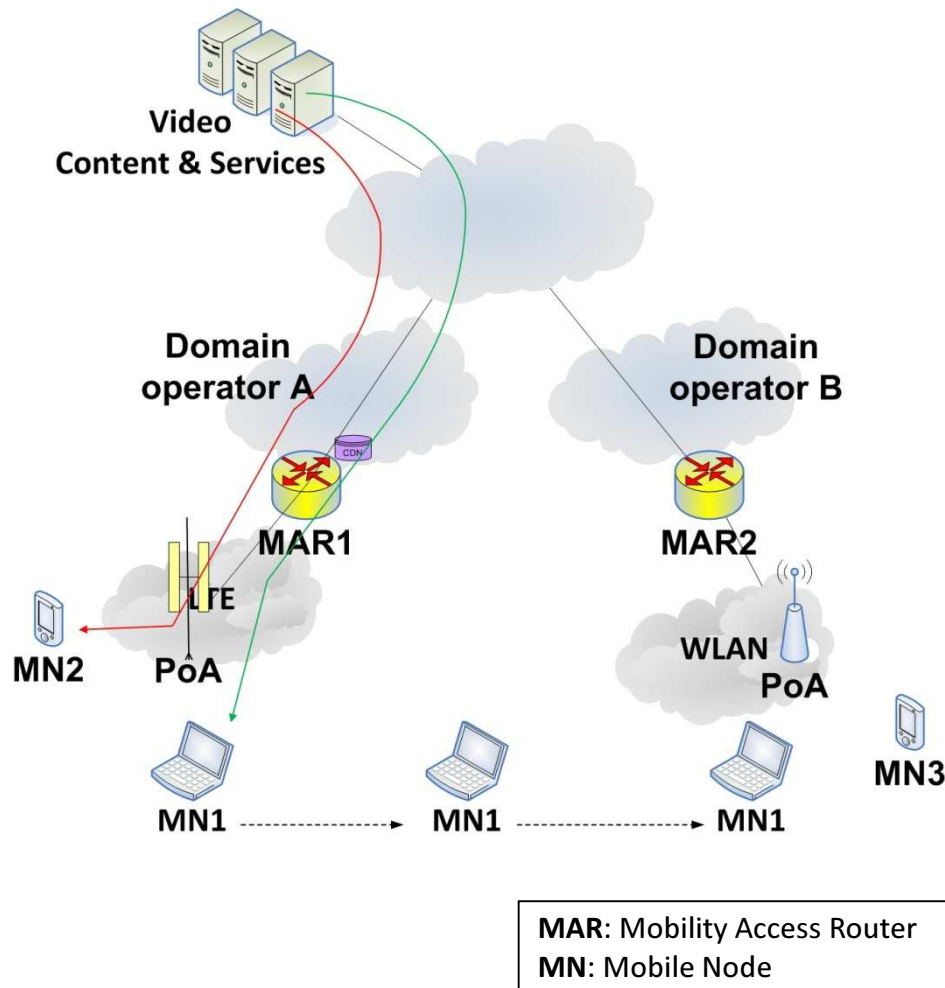 Video
Content & Services
Domain
operator A
Domain
operator B
CDN
MAR1
MAR2
LTE
WLAN
MN2
PoA
PoA
MN3
MN1
MN1
MN1
MAR: Mobility Access Router
MN: Mobile Node